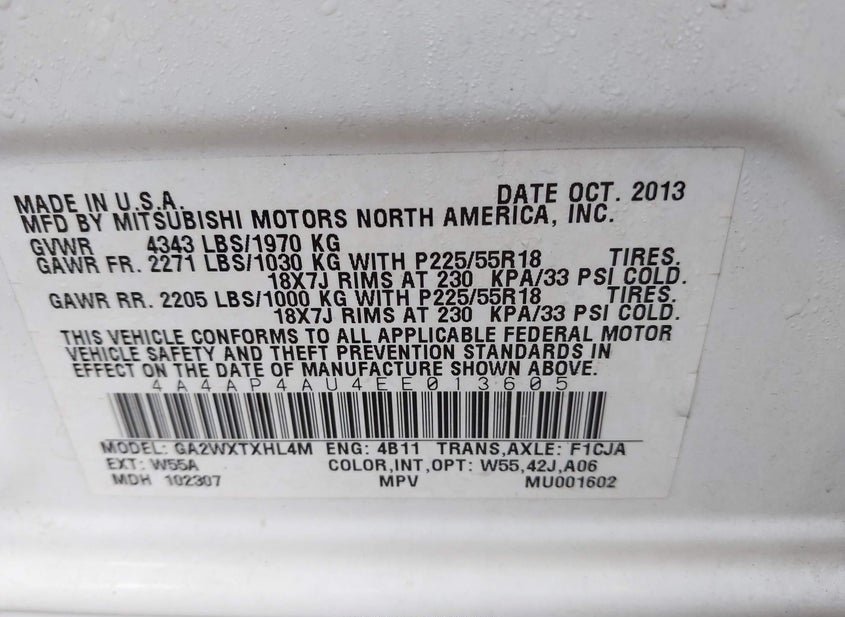 MADE IN U.S.A. DATE OCT. 2013
MFD BY MITSUBISHI MOTORS NORTH AMERICA, INC.
GVWR 4343 LBS/1970 KG
GAWR FR. 2271 LBS/1030 KG WITH P225/55R18 TIRES.
18X7J RIMS AT 230 KPA/33 PSI COLD.
GAWR RR. 2205 LBS/1000 KG WITH P225/55R18 TIRES.
18X7J RIMS AT 230 KPA/33 PSI COLD.
THIS VEHICLE CONFORMS TO ALL APPLICABLE FEDERAL MOTOR
VEHICLE SAFETY AND THEFT PREVENTION STANDARDS IN
EFFECT ON THE DATE OF MANUFACTURE SHOWN ABOVE.
4A4AP4AU4EE013605
MODEL: GA2WXTXHL4M ENG: 4B11 TRANS,AXLE: F1CJA
EXT: W55A COLOR,INT,OPT: W55,42J,A06
MDH 102307 MPV MU001602